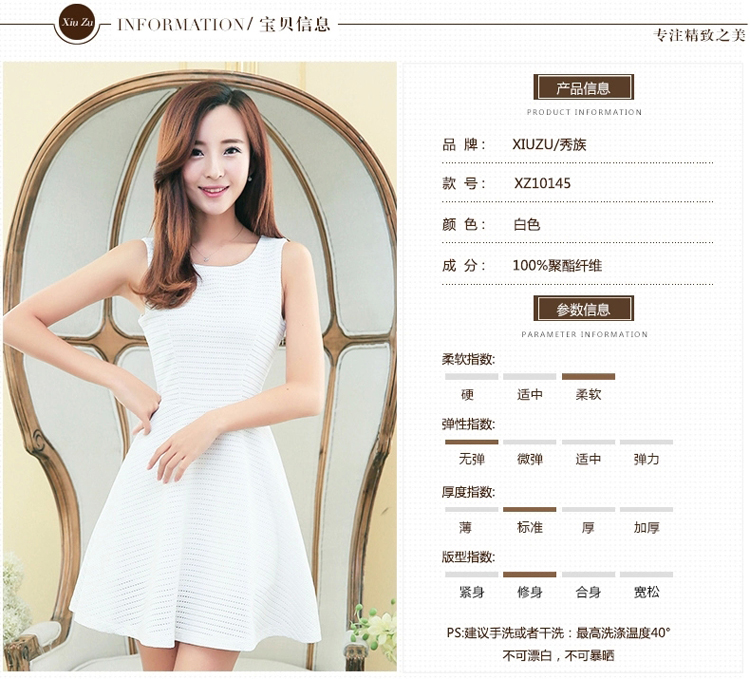 Xiu Zu
INFORMATION/ 宝贝信息
专注精致之美
产品信息
PRODUCT INFORMATION
品 牌： XIUZU/秀族
款 号： XZ10145
颜 色： 白色
成 分： 100%聚酯纤维
参数信息
PARAMETER INFORMATION
柔软指数:
硬 适中 柔软
弹性指数:
无弹 微弹 适中 弹力
厚度指数:
薄 标准 厚 加厚
版型指数:
紧身 修身 合身 宽松
PS:建议手洗或者干洗：最高洗涤温度40°
不可漂白，不可暴晒